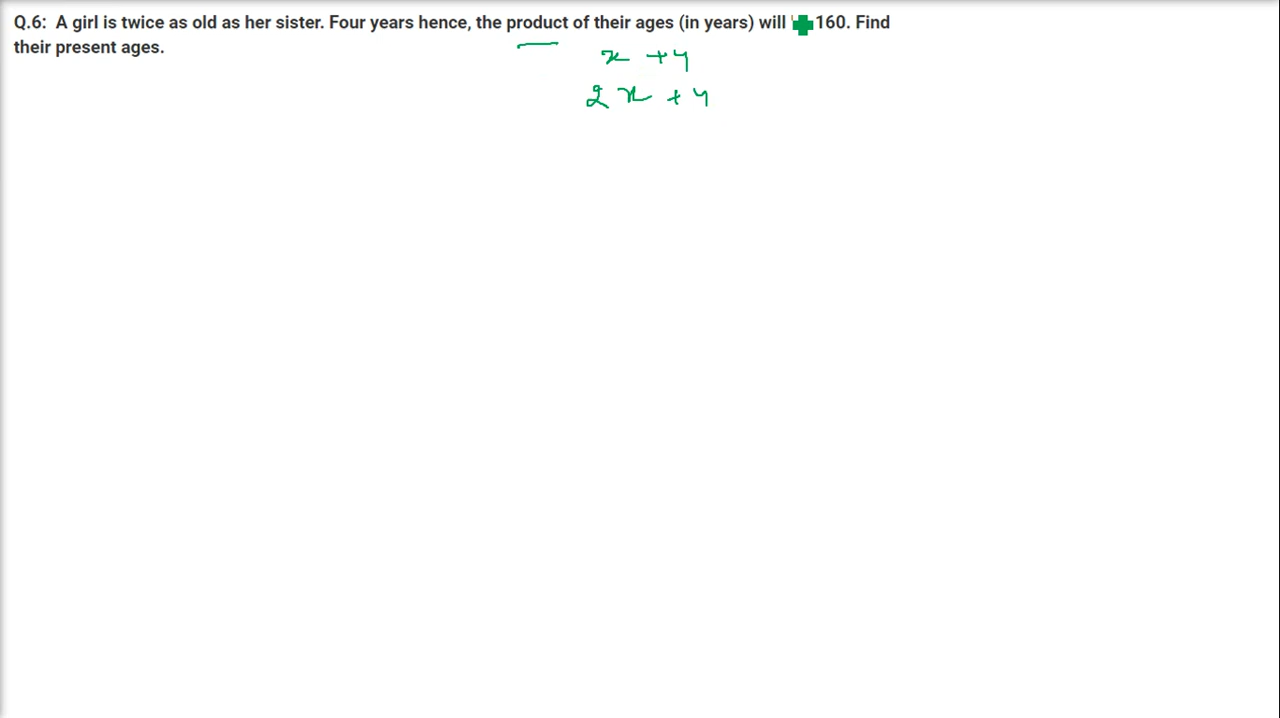 Q.6: A girl is twice as old as her sister. Four years hence, the product of their ages (in years) will 160. Find
their present ages.
x +4
2x +4